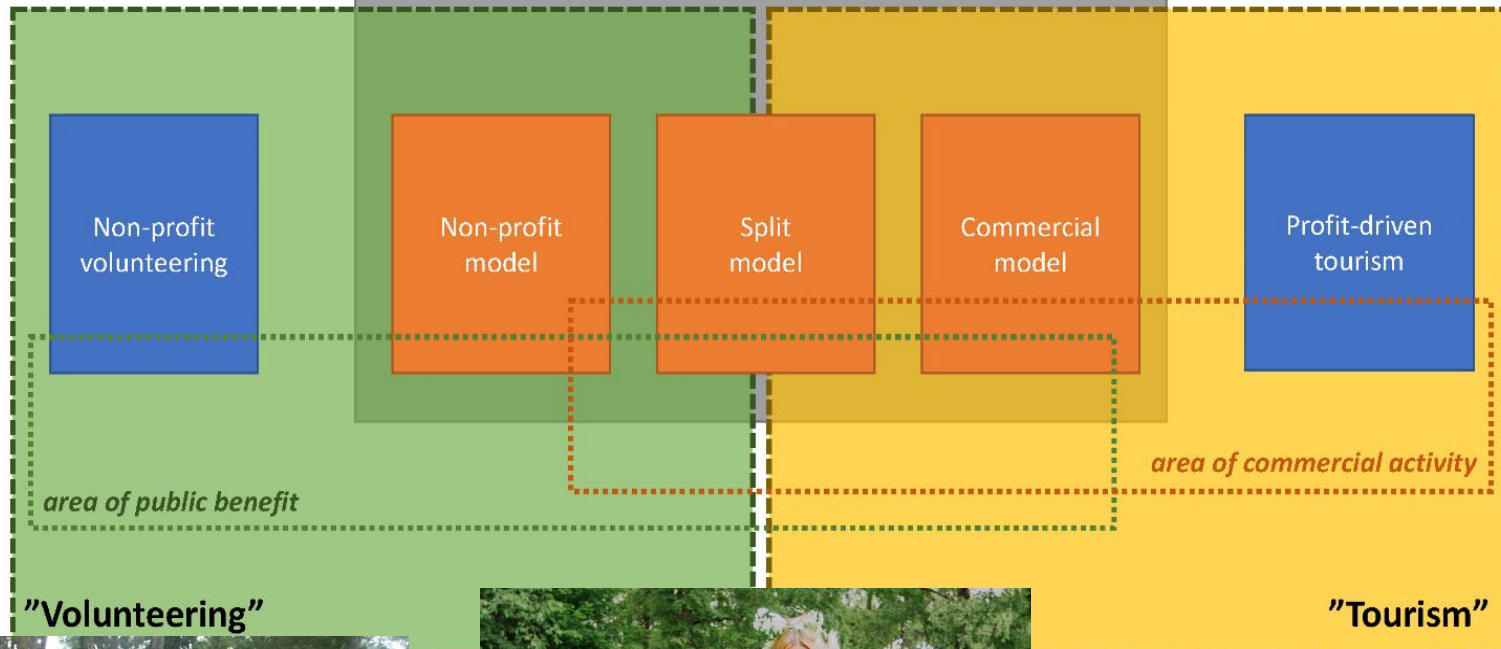 Non-profit
volunteering
Non-profit
model
Split
model
Commercial
model
Profit-driven
tourism
area of commercial activity
area of public benefit
”Volunteering”
”Tourism”